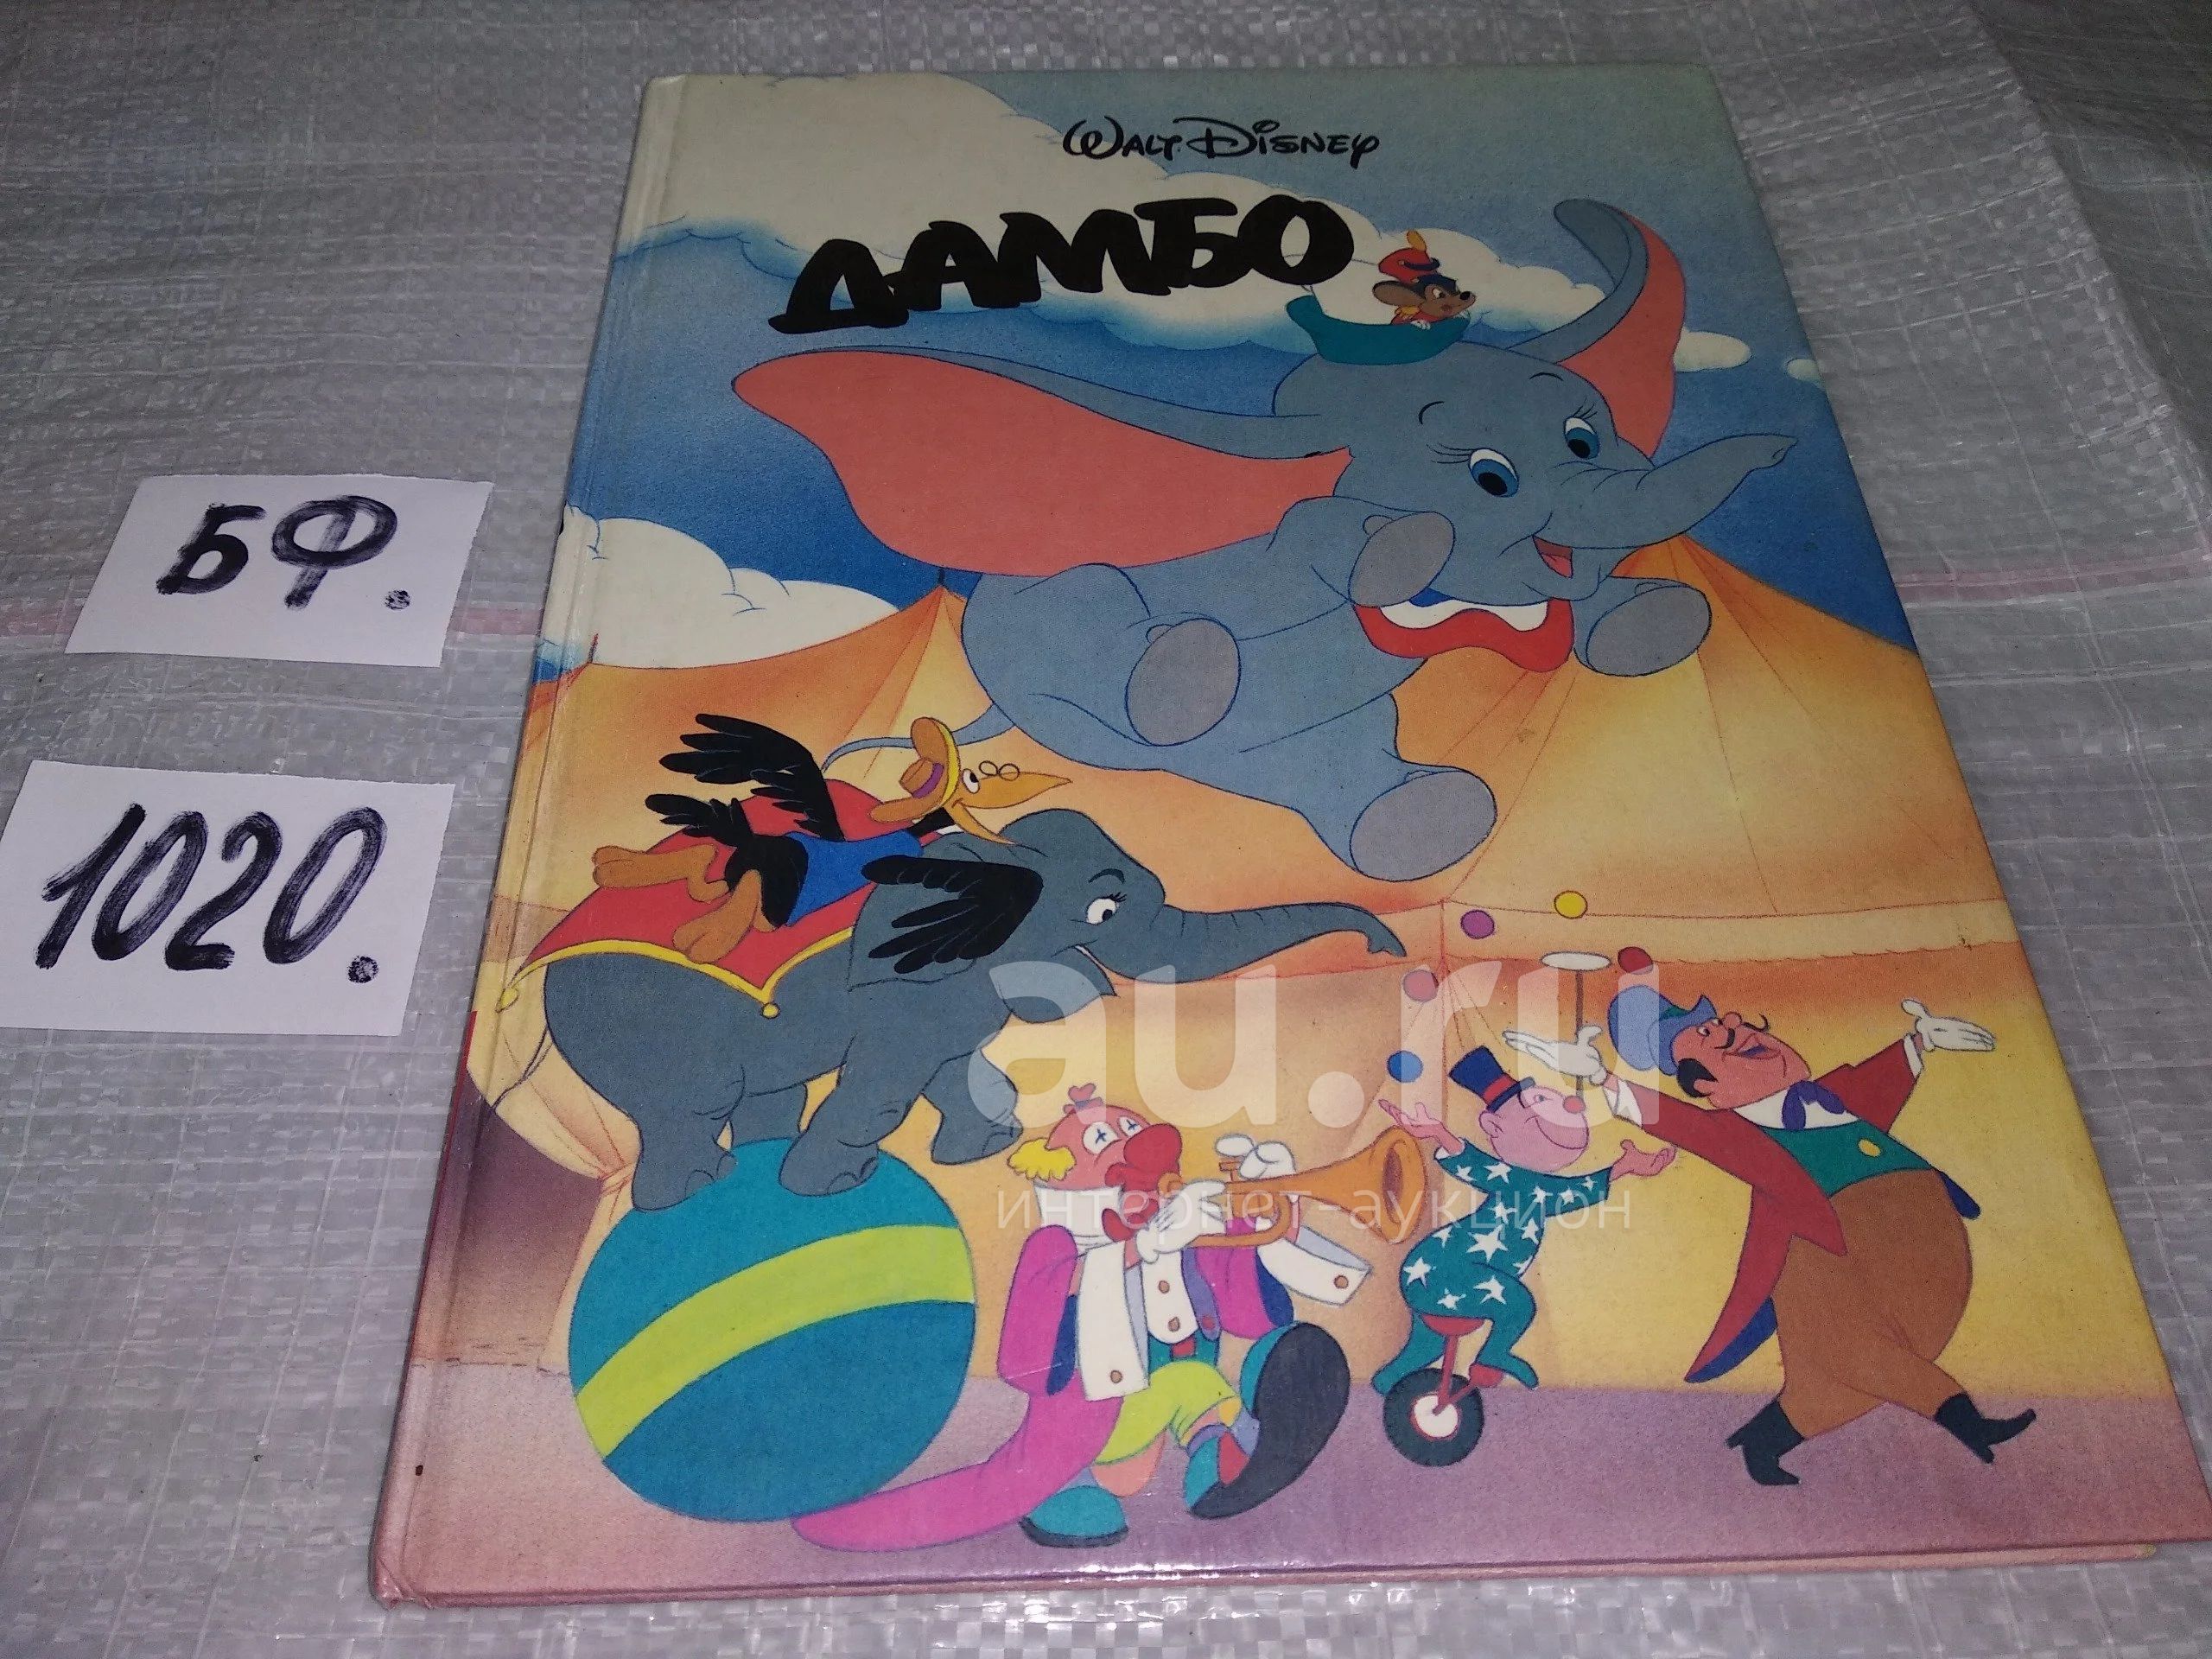 WALT DISNEY
ДАМБО
БФ.
1020.
au.ru
интернет-аукцион